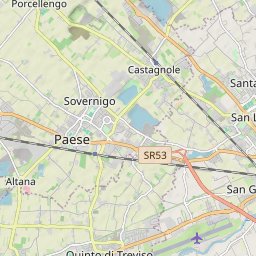 Porcellengo
Castagnole
Santa
Sovernigo
San L
Paese
SR53
Altana
San G
Quinto di Treviso